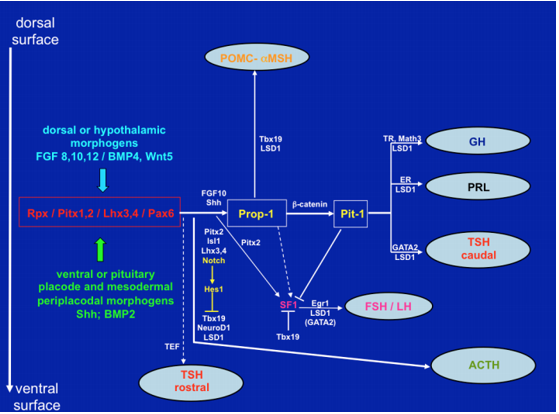 dorsal
surface
POMC- αMSH
dorsal or hypothalamic
morphogens
FGF 8,10,12 / BMP4, Wnt5
Tbx19
LSD1
TR, Math3
LSD1
GH
ER
LSD1
PRL
FGF10
Shh
β-catenin
Rpx / Pitx1,2 / Lhx3,4 / Pax6
Prop-1
Pit-1
Pitx2
Isl1
Lhx3,4
Notch
Pitx2
GATA2
LSD1
TSH
caudal
ventral or pituitary
placode and mesodermal
periplacodal morphogens
Shh; BMP2
Hes1
Tbx19
NeuroD1
LSD1
SF1
Egr1
LSD1
(GATA2)
FSH / LH
Tbx19
TEF
TSH
rostral
ACTH
ventral
surface